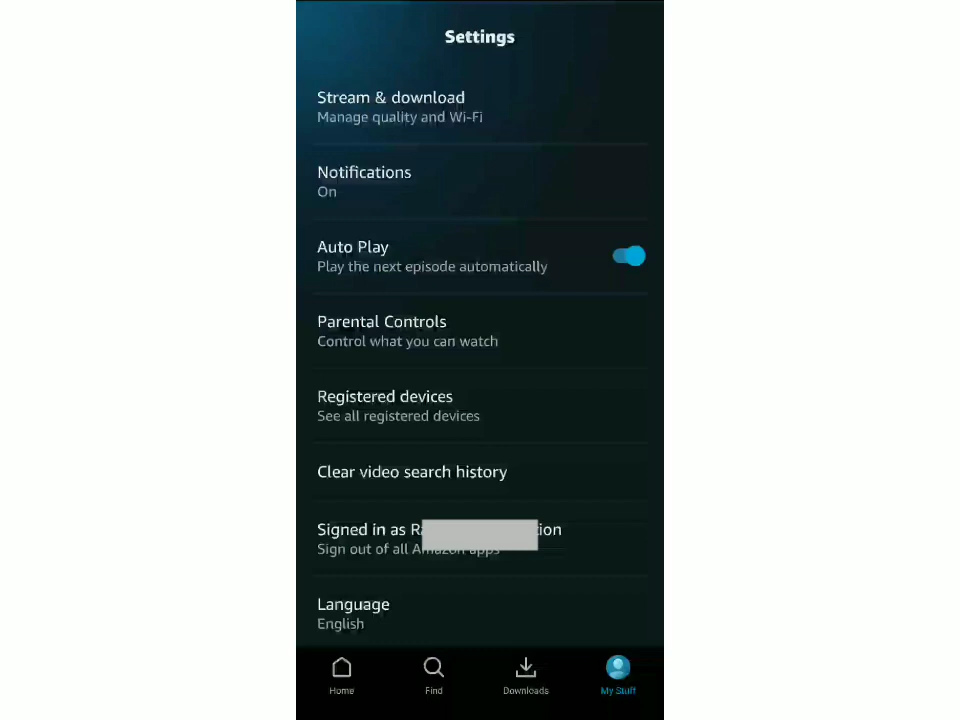 Settings
Stream & download
Manage quality and Wi-Fi
Notifications
On
Auto Play
Play the next episode automatically
Parental Controls
Control what you can watch
Registered devices
See all registered devices
Clear video search history
Signed in as
Sign out of all Amazon apps
Language
English
Home
Find
Downloads
My Stuff